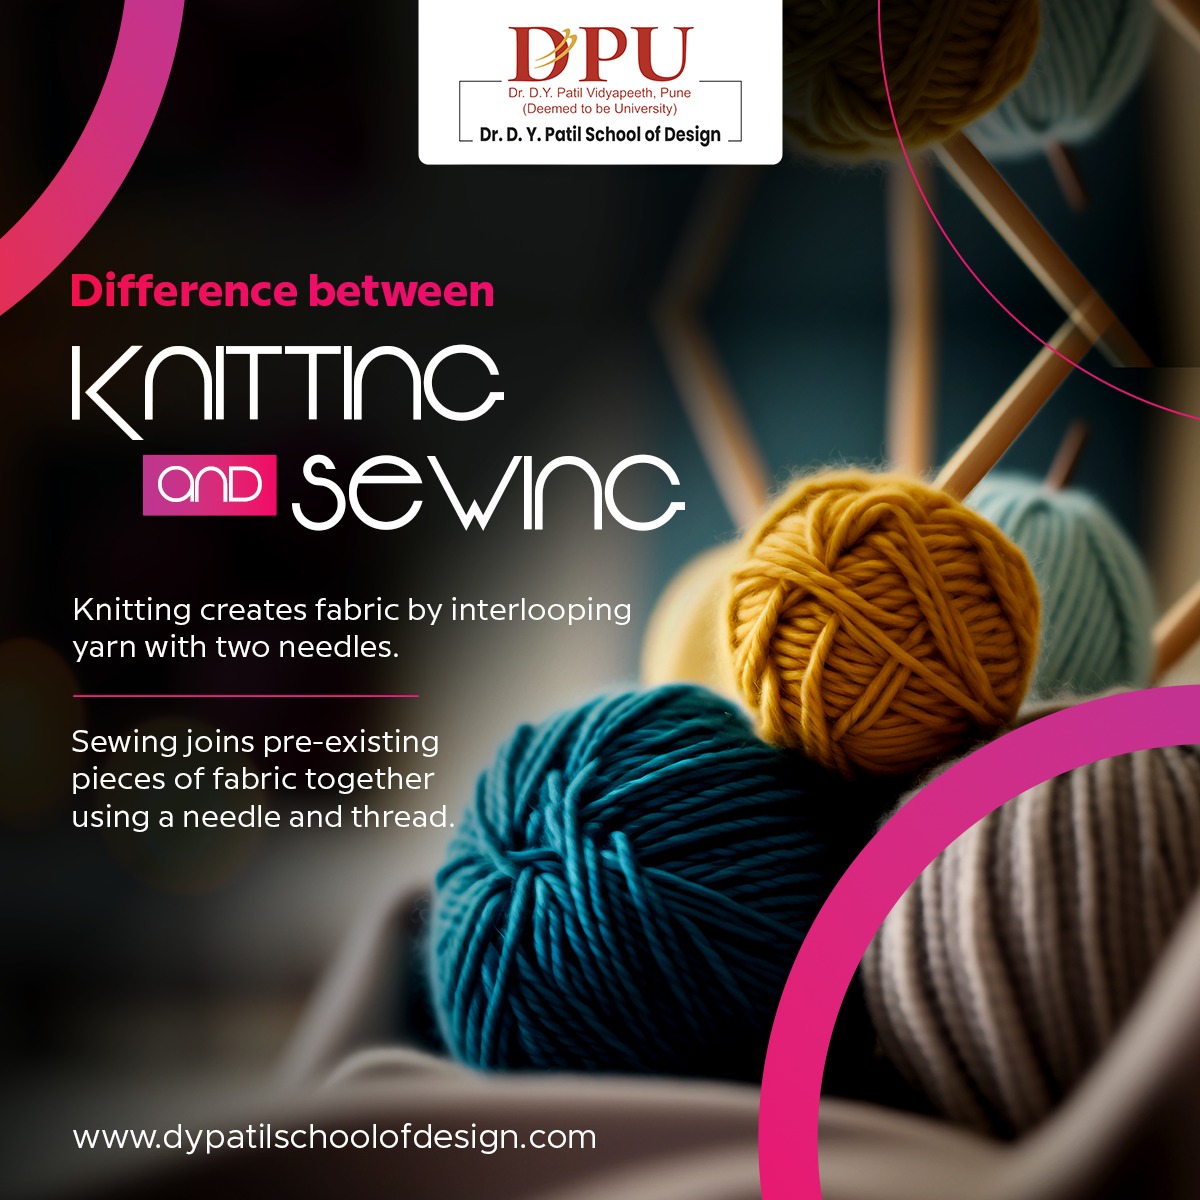 DPU
Dr. D.Y. Patil Vidyapeeth, Pune
(Deemed to be University)
Dr. D. Y. Patil School of Design
Difference between
KNITTING
AND SEWING
Knitting creates fabric by interlooping
yarn with two needles.
Sewing joins pre-existing
pieces of fabric together
using a needle and thread.
www.dypatilschoolofdesign.com